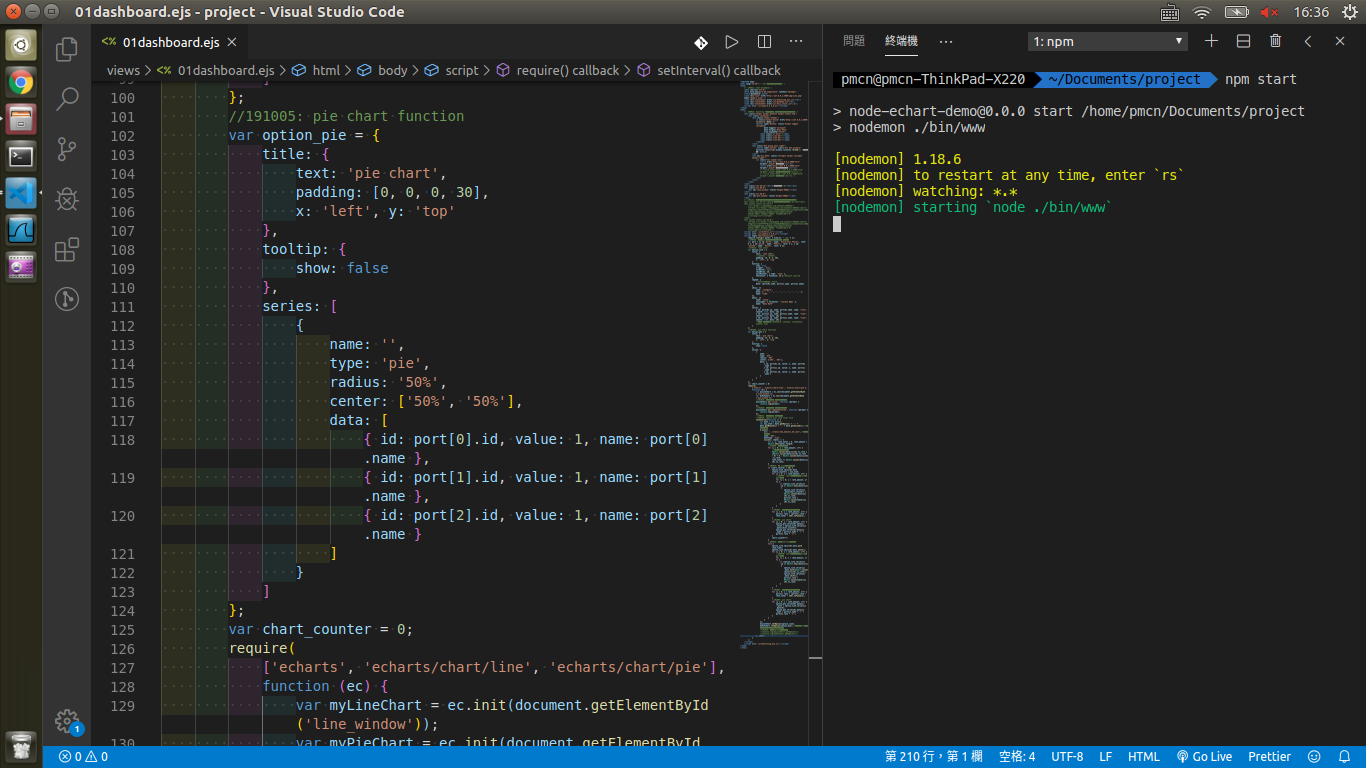 01dashboard.ejs - project - Visual Studio Code
16:36
<% 01dashboard.ejs ×
問題 終端機 ··· 1: npm
views > <% 01dashboard.ejs > html > body > script > require() callback > setInterval() callback
100 };
101 //191005: pie chart function
102 var option_pie = {
103 title: {
104 text: 'pie chart',
105 padding: [0, 0, 0, 30],
106 x: 'left', y: 'top'
107 },
108 tooltip: {
109 show: false
110 },
111 series: [
112 {
113 name: '',
114 type: 'pie',
115 radius: '50%',
116 center: ['50%', '50%'],
117 data: [
118 { id: port[0].id, value: 1, name: port[0]
.name },
119 { id: port[1].id, value: 1, name: port[1]
.name },
120 { id: port[2].id, value: 1, name: port[2]
.name }
121 ]
122 }
123 ]
124 };
125 var chart_counter = 0;
126 require(
127 ['echarts', 'echarts/chart/line', 'echarts/chart/pie'],
128 function (ec) {
129 var myLineChart = ec.init(document.getElementById
('line_window'));
130 var myPieChart = ec.init(document.getElementById
pmcn@pmcn-ThinkPad-X220 ~/Documents/project npm start
> node-echart-demo@0.0.0 start /home/pmcn/Documents/project
> nodemon ./bin/www
[nodemon] 1.18.6
[nodemon] to restart at any time, enter `rs`
[nodemon] watching: *.*
[nodemon] starting `node ./bin/www`
1
0 0
第 210 行，第 1 欄 空格: 4 UTF-8 LF HTML Go Live Prettier